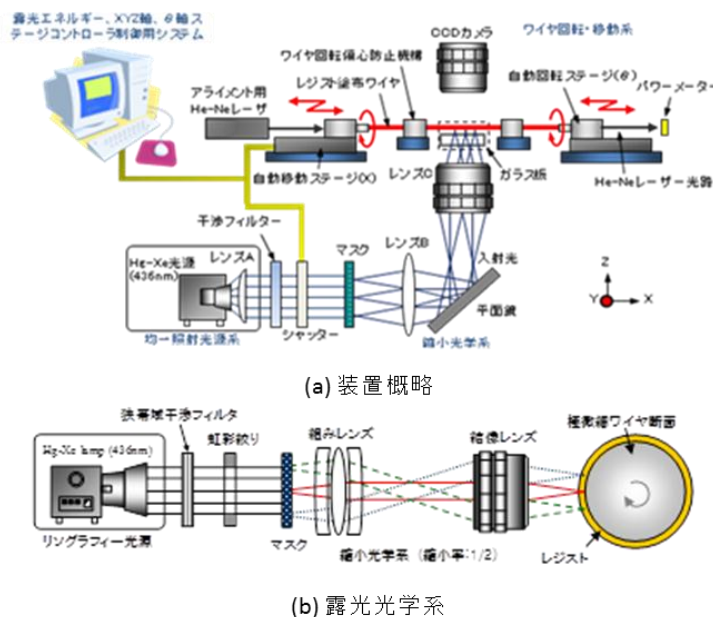 露光エネルギー、XYZ軸、θ軸ス
テージコントローラ制御用システム
CCDカメラ
ワイヤ回転・移動系
ワイヤ回転偏心防止機構
レジスト塗布ワイヤ
自動回転ステージ(θ)
パワーメーター
アライメント用
He-Neレーザ
自動移動ステージ(X)
レンズC
ガラス板
He-Neレーザー光路
干渉フィルター
マスク
レンズB
Hg-Xe光源
(436nm)
レンズA
入射光
平面鏡
シャッター
均一照射光源系
縮小光学系
Z
Y
X
(a) 装置概略
狭帯域干渉フィルタ
虹彩絞り
組みレンズ
結像レンズ
極微細ワイヤ断面
Hg-Xe lamp (436nm)
リソグラフィー光源
マスク
縮小光学系 (縮小率:1/2)
レジスト
(b) 露光光学系